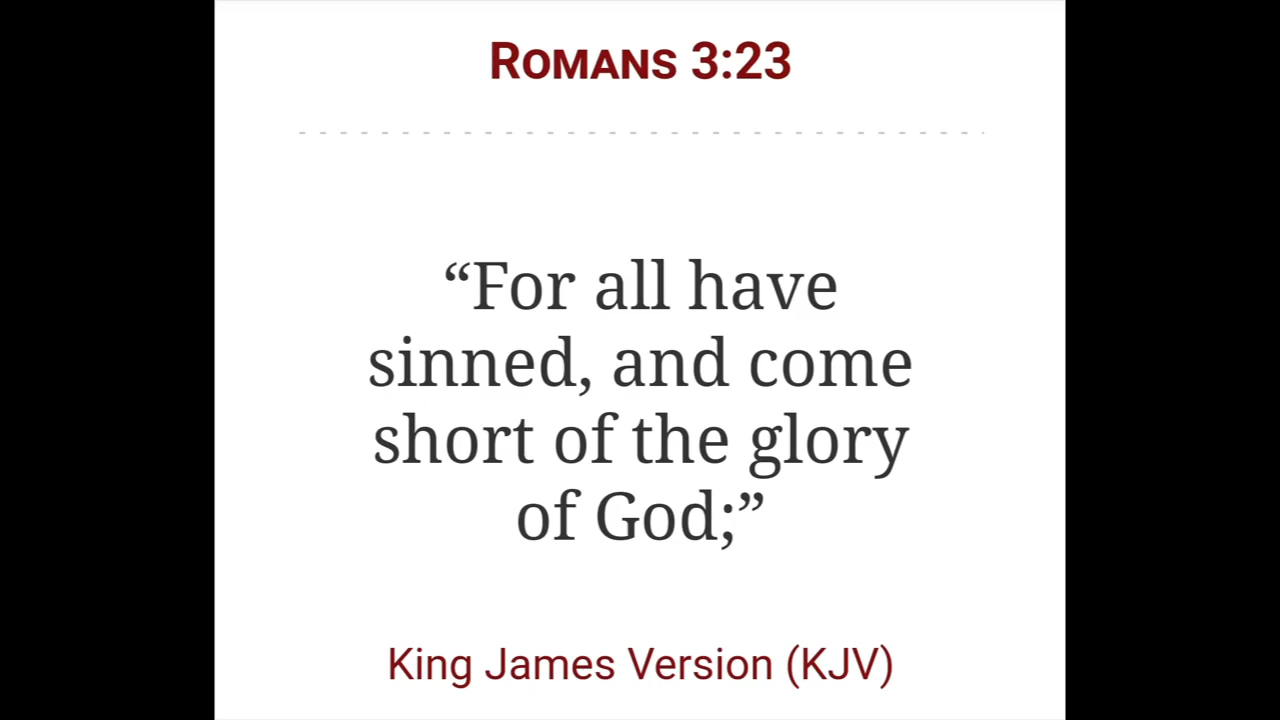 Romans 3:23
“For all have
sinned, and come
short of the glory
of God;”
King James Version (KJV)